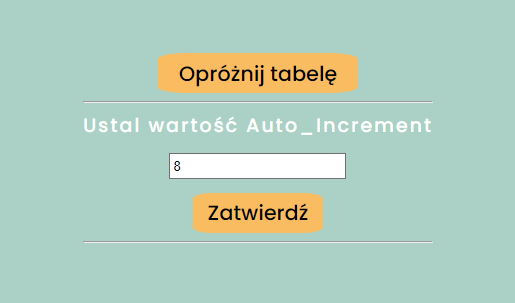 Opróżnij tabelę
Ustal wartość Auto_Increment
8
Zatwierdź